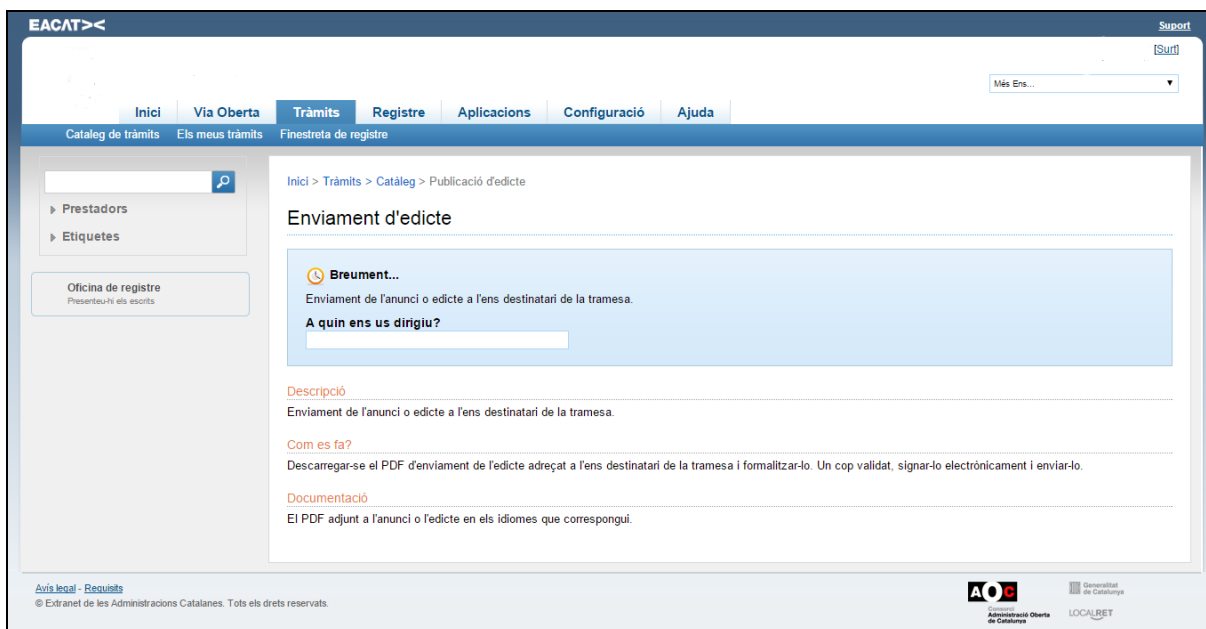 EACAT><
Suport
[Surt]
Més Ens...
Inici Via Oberta Tràmits Registre Aplicacions Configuració Ajuda
Cataleg de tràmits Els meus tràmits Finestreta de registre
Prestadors
Etiquetes
Oficina de registre
Presenteu-hi els escrits
Inici > Tràmits > Catàleg > Publicació d'edicte
Enviament d'edicte
Breument...
Enviament de l'anunci o edicte a l'ens destinatari de la tramesa.
A quin ens us dirigiu?
Descripció
Enviament de l'anunci o edicte a l'ens destinatari de la tramesa.
Com es fa?
Descarregar-se el PDF d'enviament de l'edicte adreçat a l'ens destinatari de la tramesa i formalitzar-lo. Un cop validat, signar-lo electrònicament i enviar-lo.
Documentació
El PDF adjunt a l'anunci o l'edicte en els idiomes que correspongui.
Avís legal - Requisits
© Extranet de les Administracions Catalanes. Tots els drets reservats.
AOC
Consorci
Administració Oberta
de Catalunya
Generalitat
de Catalunya
LOCALRET